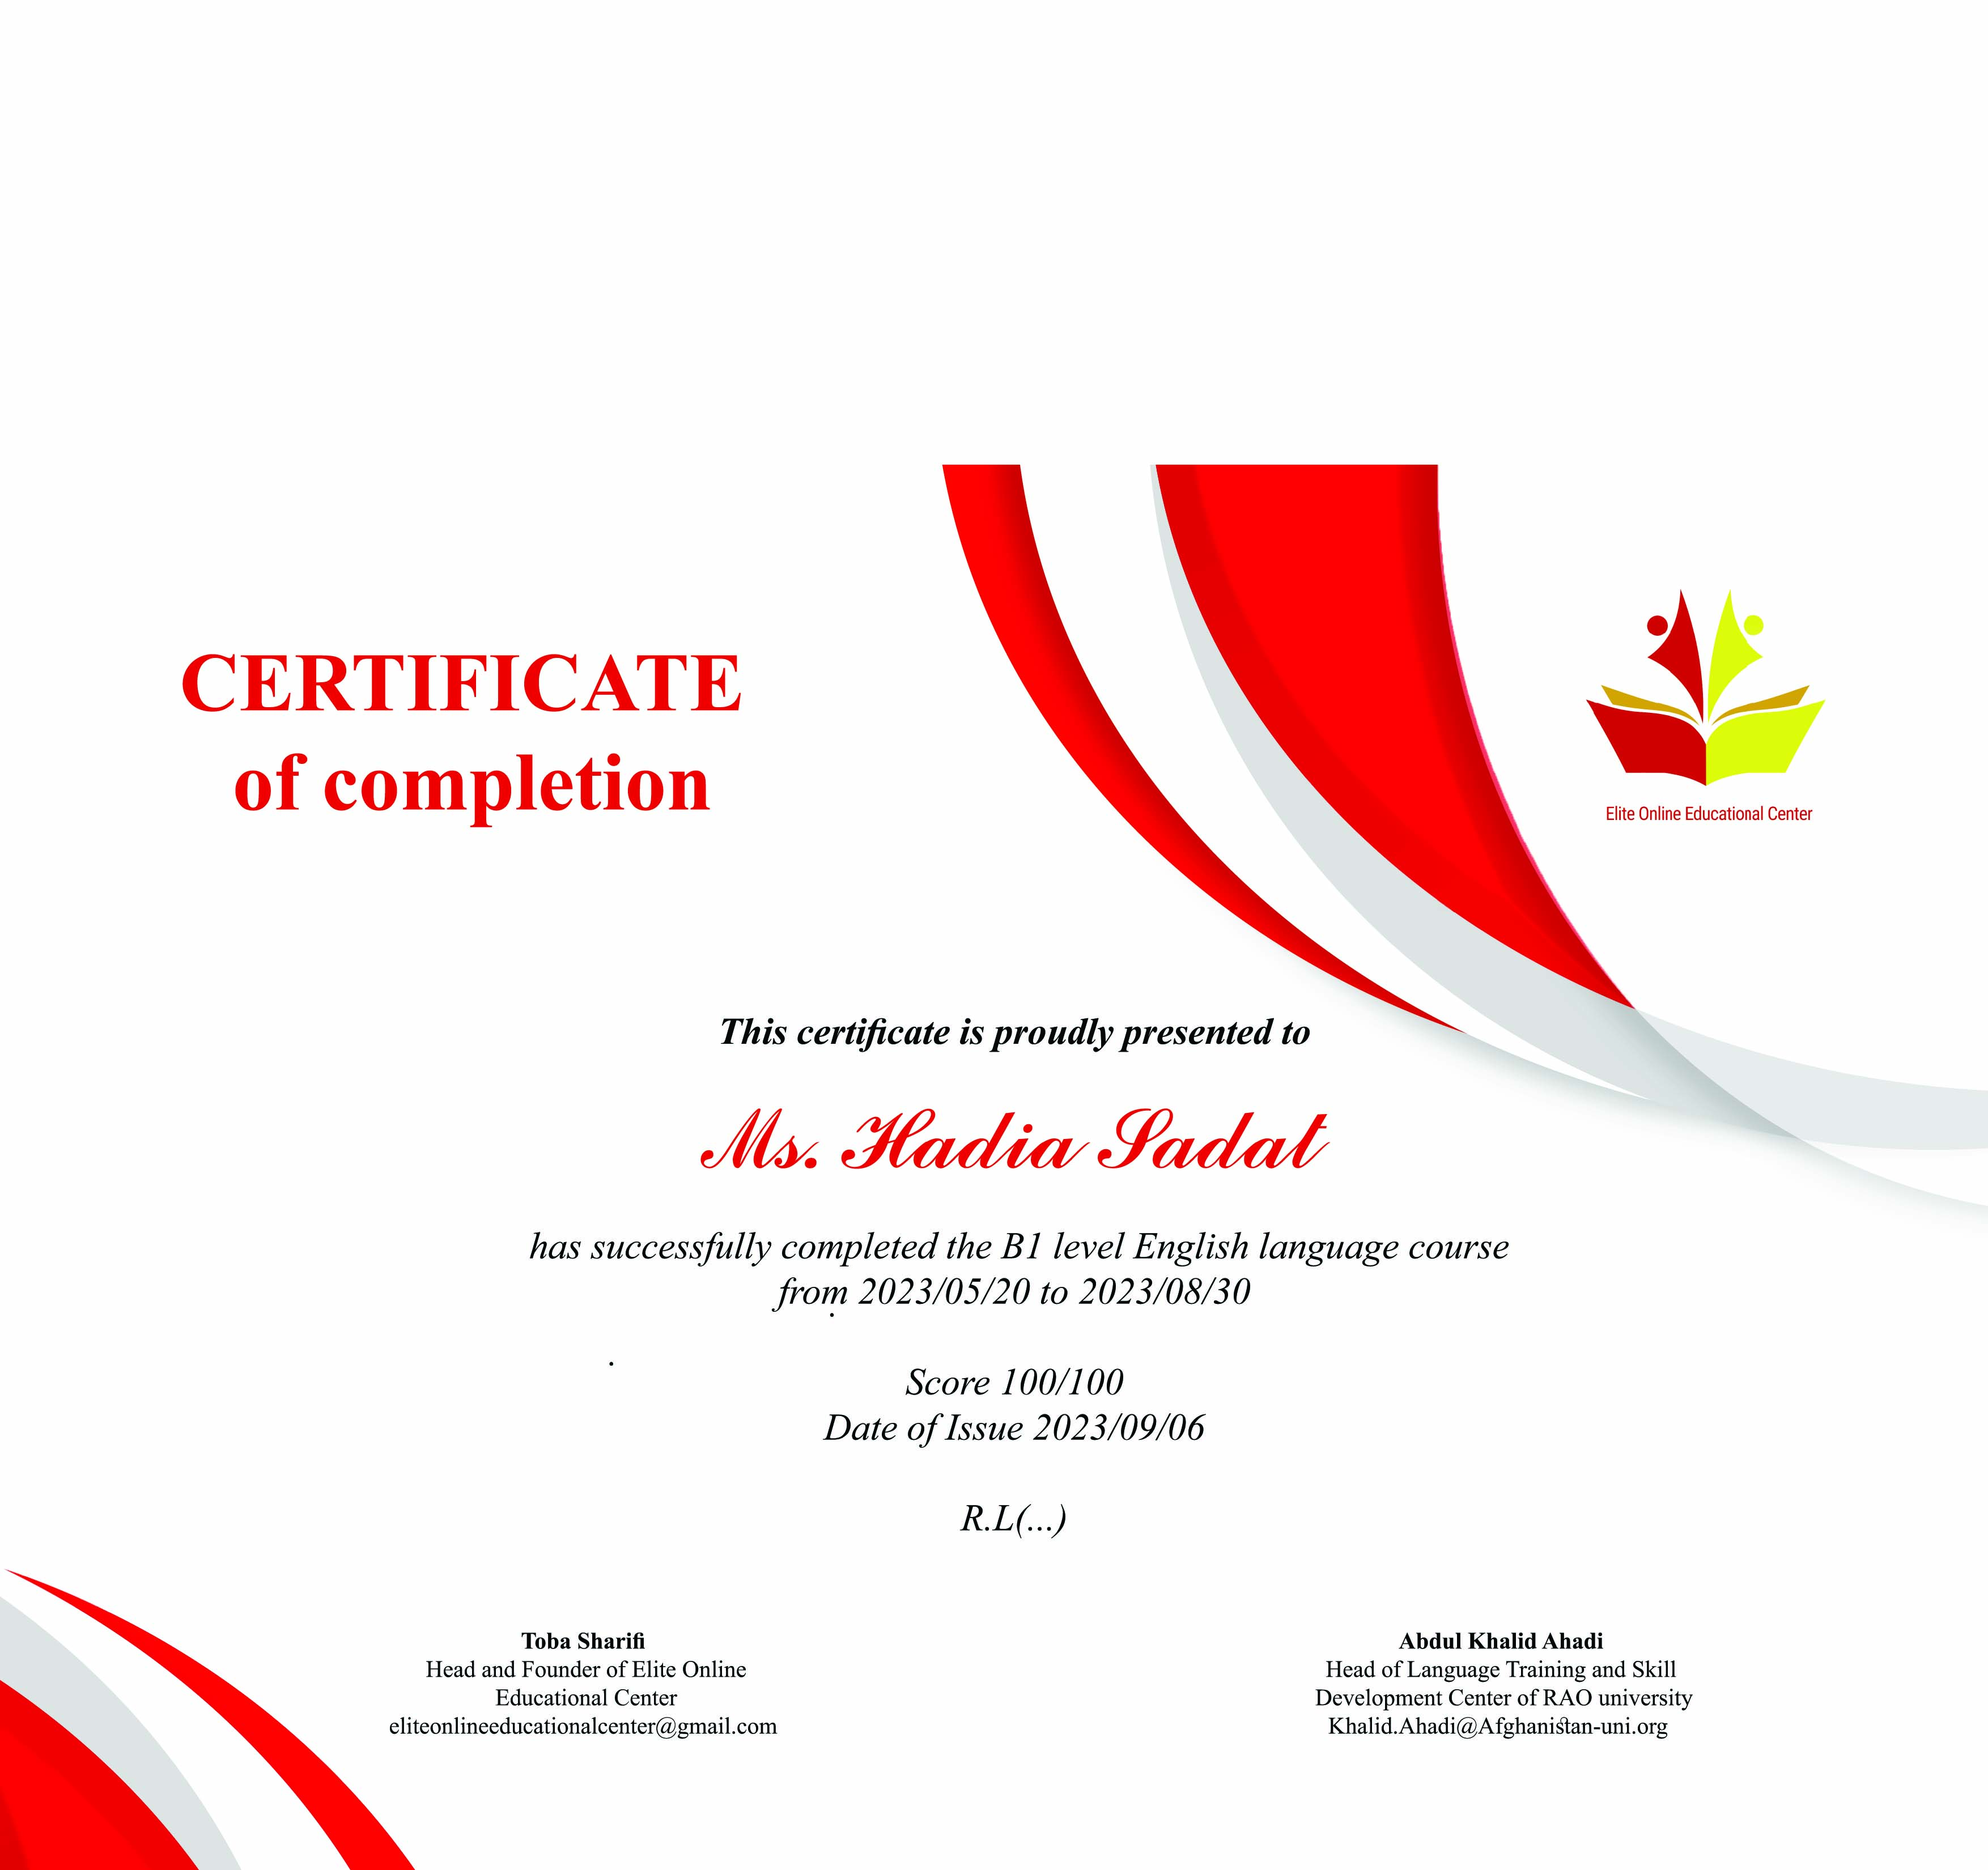 CERTIFICATE
of completion
Elite Online Educational Center
This certificate is proudly presented to
Ms. Hadia Sadat
has successfully completed the B1 level English language course
from 2023/05/20 to 2023/08/30
Score 100/100
Date of Issue 2023/09/06
R.L(...)
Toba Sharifi
Head and Founder of Elite Online
Educational Center
eliteonlineeducationalcenter@gmail.com
Abdul Khalid Ahadi
Head of Language Training and Skill
Development Center of RAO university
Khalid.Ahadi@Afghanistan-uni.org